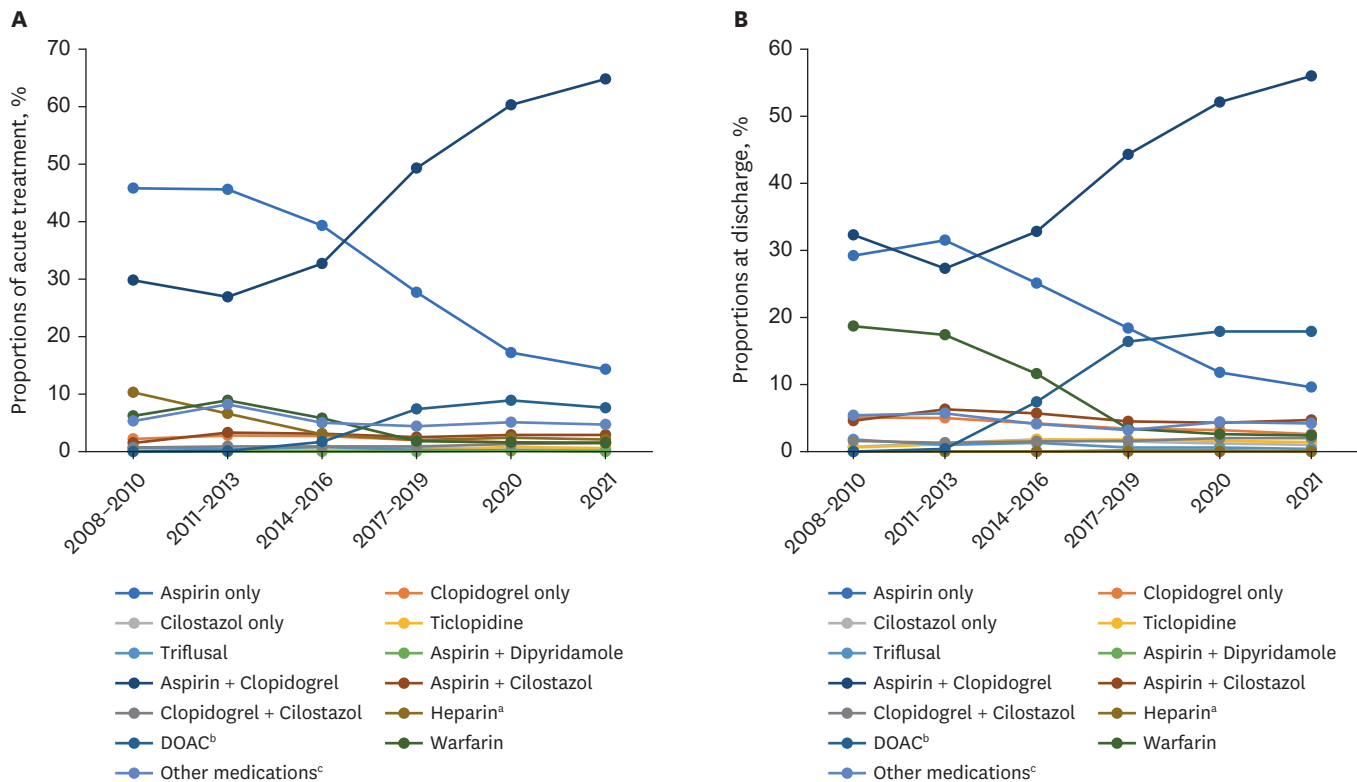 A
Proportions of acute treatment, %
70
60
50
40
30
20
10
0
2008–2010
2011–2013
2014–2016
2017–2019
2020
2021
Aspirin only
Clopidogrel only
Cilostazol only
Ticlopidine
Triflusal
Aspirin + Dipyridamole
Aspirin + Clopidogrel
Aspirin + Cilostazol
Clopidogrel + Cilostazol
Heparinᵃ
DOACᵇ
Warfarin
Other medicationsᶜ
B
Proportions at discharge, %
60
50
40
30
20
10
0
2008–2010
2011–2013
2014–2016
2017–2019
2020
2021
Aspirin only
Clopidogrel only
Cilostazol only
Ticlopidine
Triflusal
Aspirin + Dipyridamole
Aspirin + Clopidogrel
Aspirin + Cilostazol
Clopidogrel + Cilostazol
Heparinᵃ
DOACᵇ
Warfarin
Other medicationsᶜ